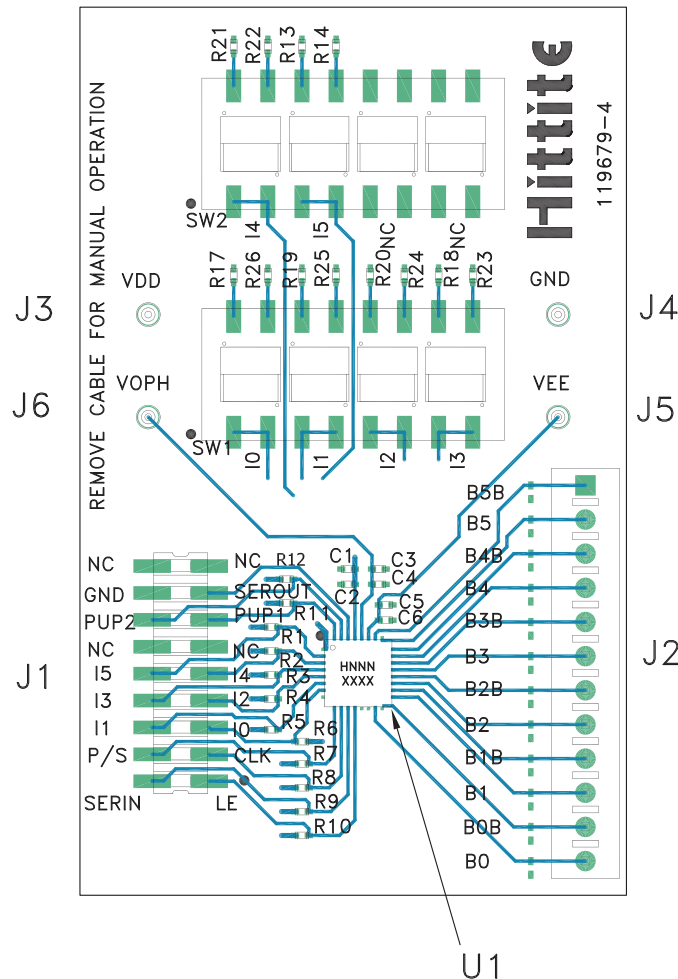 R21 R22 R13 R14
Hittite
119679-4
REMOVE CABLE FOR MANUAL OPERATION
SW2 I4 I5
R17 R26 R19 R25 R20 NC R24 R18 NC R23
J3 VDD GND J4
J6 VOPH VEE J5
SW1 I0 I1 I2 I3
B5B
B5
B4B
B4
B3B
B3
B2B
B2
B1B
B1
B0B
B0
J2
C1 C3
C4
C2
C5
C6
NC NC R12
GND SEROUT
PUP2 PUP1 R11
NC NC R1
J1
I5 I4 R2
R3
I3 I2 R4
I1 I0 R5 R6
P/S CLK R7
SERIN LE R8
R9
R10
HNNN
XXXX
U1